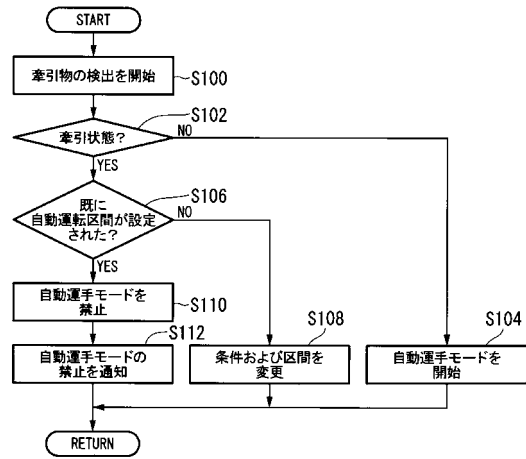 START
牽引物の検出を開始
S100
S102
牽引状態?
NO
YES
S106
既に
自動運転区間が設定
された?
NO
YES
自動運手モードを
禁止
S110
S112
自動運手モードの
禁止を通知
S108
条件および区間を
変更
S104
自動運手モードを
開始
RETURN